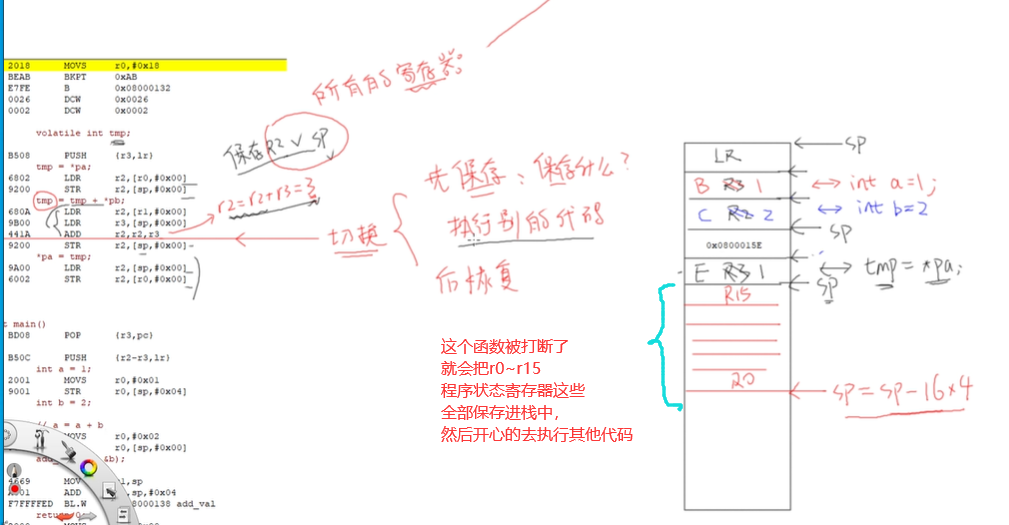 2018 MOVS r0,#0x18
BEAB BKPT 0xAB
E7FE B 0x08000132
0026 DCW 0x0026
0002 DCW 0x0002
volatile int tmp;
B508 PUSH {r3,lr}
tmp = *pa;
6802 LDR r2,[r0,#0x00]
9200 STR r2,[sp,#0x00]
tmp = tmp + *pb;
680A LDR r2,[r1,#0x00]
9B00 LDR r3,[sp,#0x00]
441A ADD r2,r2,r3
9200 STR r2,[sp,#0x00]
*pa = tmp;
9A00 LDR r2,[sp,#0x00]
6002 STR r2,[r0,#0x00]
t main()
BD08 POP {r3,pc}
B50C PUSH {r2-r3,lr}
int a = 1;
2001 MOVS r0,#0x01
9001 STR r0,[sp,#0x04]
int b = 2;
// a = a + b
MOVS r0,#0x02
r0,[sp,#0x00]
add_ &b);
4669 MOV r1,sp
A801 ADD ,sp,#0x04
F7FFFFED BL.W 8000138 add_val
所有的寄存器
保存R2 SP
r2=r2+r3=3
切换
先保存:保存什么?
执行别的代码
后恢复
这个函数被打断了
就会把r0~r15
程序状态寄存器这些
全部保存进栈中,
然后开心的去执行其他代码
LR
SP
B R3 1
int a=1;
C R2 2
int b=2
SP
0x0800015E
E R3 1
tmp=*pa;
SP
R15
R0
SP=SP-16×4